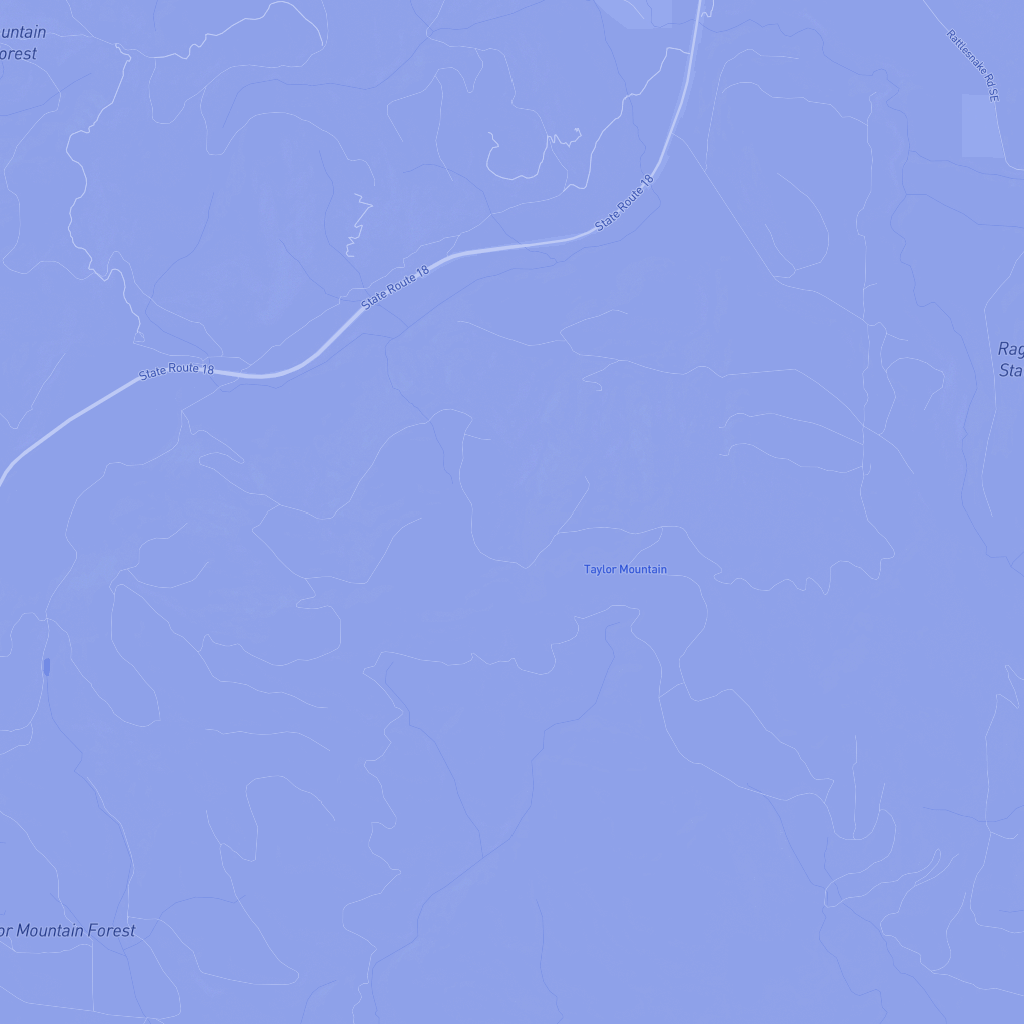 untain
orest
Rattlesnake Rd SE
State Route 18
State Route 18
State Route 18
Rag
Sta
Taylor Mountain
or Mountain Forest